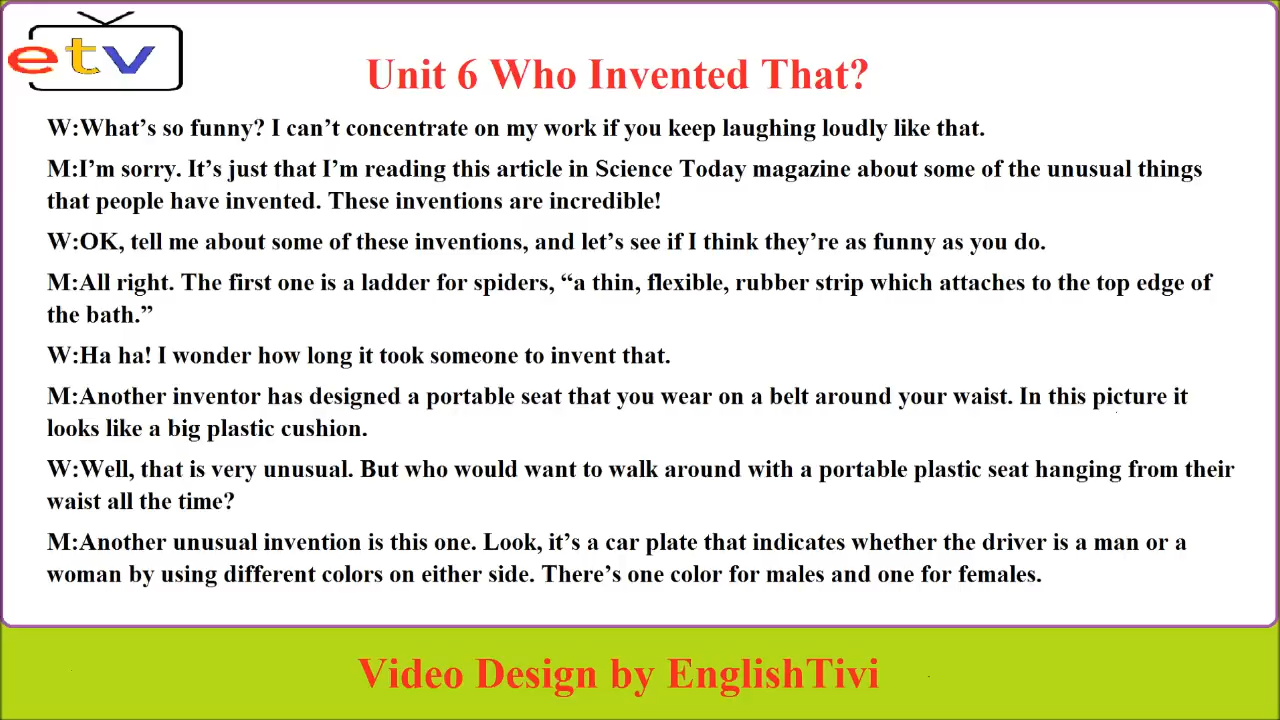 etv
Unit 6 Who Invented That?
W:What’s so funny? I can’t concentrate on my work if you keep laughing loudly like that.
M:I’m sorry. It’s just that I’m reading this article in Science Today magazine about some of the unusual things
that people have invented. These inventions are incredible!
W:OK, tell me about some of these inventions, and let’s see if I think they’re as funny as you do.
M:All right. The first one is a ladder for spiders, “a thin, flexible, rubber strip which attaches to the top edge of
the bath.”
W:Ha ha! I wonder how long it took someone to invent that.
M:Another inventor has designed a portable seat that you wear on a belt around your waist. In this picture it
looks like a big plastic cushion.
W:Well, that is very unusual. But who would want to walk around with a portable plastic seat hanging from their
waist all the time?
M:Another unusual invention is this one. Look, it’s a car plate that indicates whether the driver is a man or a
woman by using different colors on either side. There’s one color for males and one for females.
Video Design by EnglishTivi